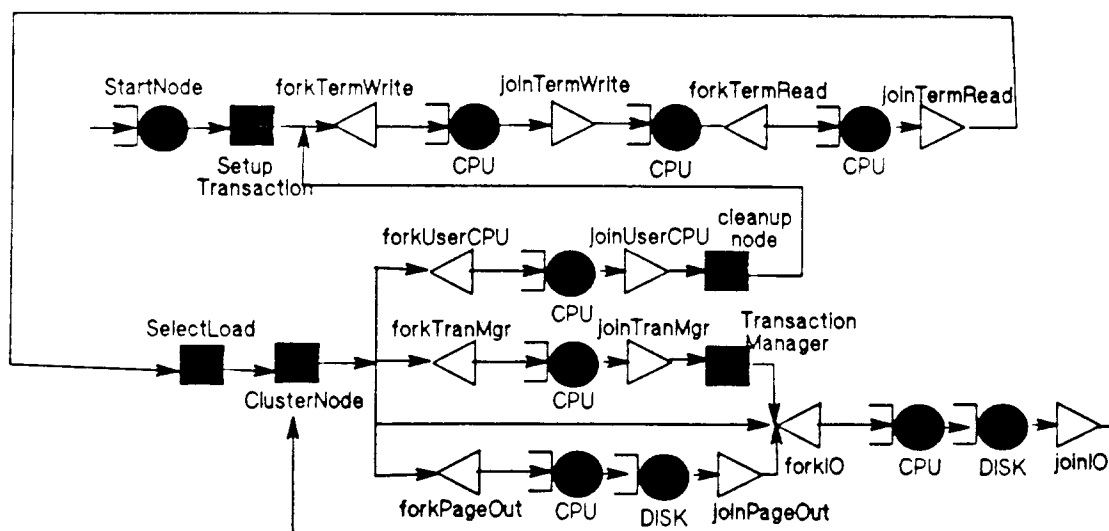 StartNode
forkTermWrite
joinTermWrite
forkTermRead
joinTermRead
CPU
CPU
CPU
Setup
Transaction
cleanup
node
forkUserCPU
joinUserCPU
CPU
SelectLoad
forkTranMgr
joinTranMgr
Transaction
Manager
ClusterNode
CPU
forkIO
CPU
DISK
joinIO
forkPageOut
CPU
DISK
joinPageOut